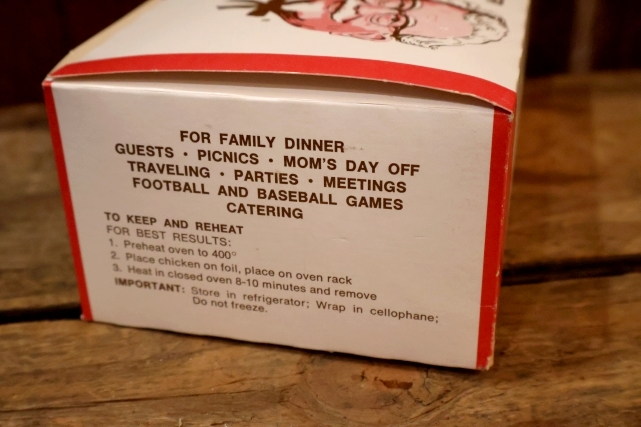 FOR FAMILY DINNER
GUESTS • PICNICS • MOM'S DAY OFF
TRAVELING • PARTIES • MEETINGS
FOOTBALL AND BASEBALL GAMES
CATERING
TO KEEP AND REHEAT
FOR BEST RESULTS:
1. Preheat oven to 400°
2. Place chicken on foil, place on oven rack
3. Heat in closed oven 8-10 minutes and remove
IMPORTANT: Store in refrigerator; Wrap in cellophane;
Do not freeze.